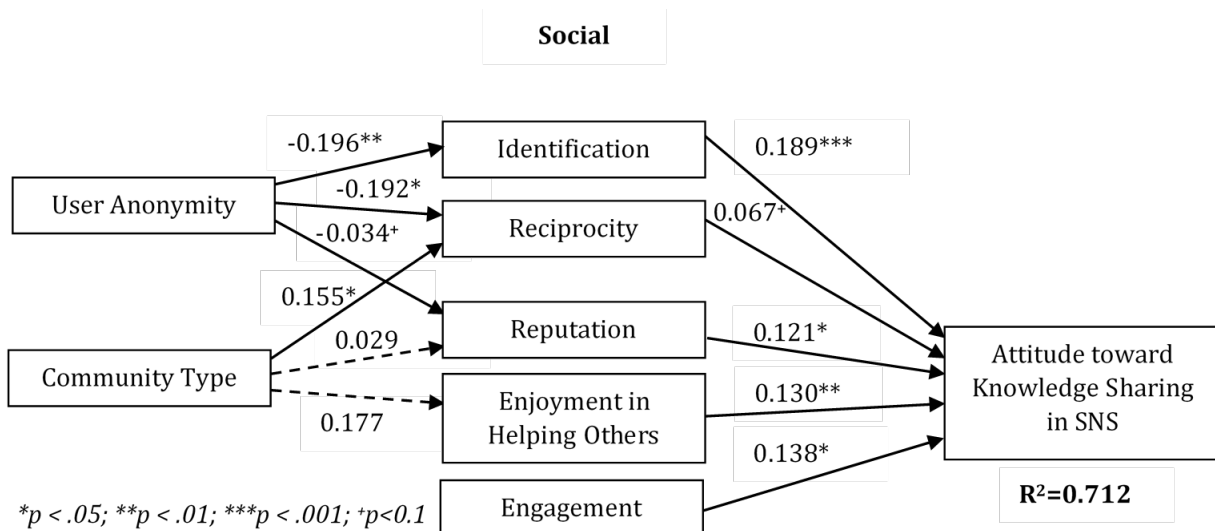 Social
-0.196**
Identification
0.189***
User Anonymity
-0.192*
Reciprocity
0.067⁺
-0.034⁺
0.155*
Reputation
0.121*
0.029
Community Type
Enjoyment in
Helping Others
0.130**
0.177
Attitude toward
Knowledge Sharing
in SNS
0.138*
Engagement
R²=0.712
*p < .05; **p < .01; ***p < .001; ⁺p<0.1